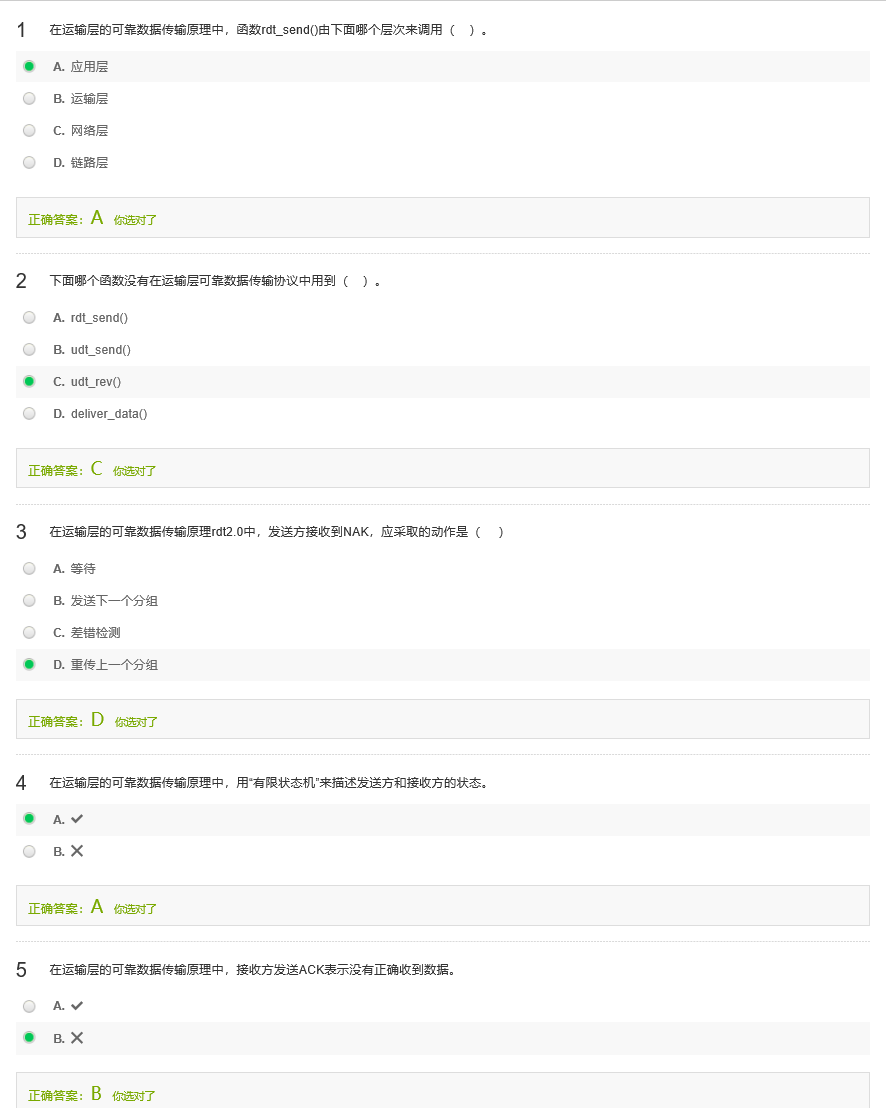 1 在运输层的可靠数据传输原理中，函数rdt_send()由下面哪个层次来调用（ ）。
A. 应用层
B. 运输层
C. 网络层
D. 链路层
正确答案：A 你选对了
2 下面哪个函数没有在运输层可靠数据传输协议中用到（ ）。
A. rdt_send()
B. udt_send()
C. udt_rev()
D. deliver_data()
正确答案：C 你选对了
3 在运输层的可靠数据传输原理rdt2.0中，发送方接收到NAK，应采取的动作是（ ）
A. 等待
B. 发送下一个分组
C. 差错检测
D. 重传上一个分组
正确答案：D 你选对了
4 在运输层的可靠数据传输原理中，用“有限状态机”来描述发送方和接收方的状态。
A. ✔
B. ✕
正确答案：A 你选对了
5 在运输层的可靠数据传输原理中，接收方发送ACK表示没有正确收到数据。
A. ✔
B. ✕
正确答案：B 你选对了